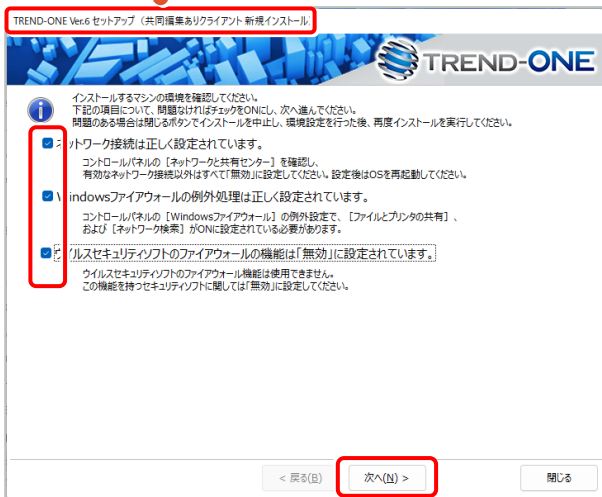 TREND-ONE Ver.6 セットアップ（共同編集ありクライアント 新規インストール）
TREND-ONE
インストールするマシンの環境を確認してください。
下記の項目について、問題なければチェックをONにし、次へ進んでください。
問題のある場合は閉じるボタンでインストールを中止し、環境設定を行った後、再度インストールを実行してください。
ネットワーク接続は正しく設定されています。
コントロールパネルの［ネットワークと共有センター］を確認し、
有効なネットワーク接続以外はすべて「無効」に設定してください。設定後はOSを再起動してください。
Windowsファイアウォールの例外処理は正しく設定されています。
コントロールパネルの［Windowsファイアウォール］の例外設定で、［ファイルとプリンタの共有］、
および［ネットワーク検索］がONに設定されている必要があります。
ウイルスセキュリティソフトのファイアウォールの機能は「無効」に設定されています。
ウイルスセキュリティソフトのファイアウォール機能は使用できません。
この機能を持つセキュリティソフトに関しては「無効」に設定してください。
< 戻る(B)
次へ(N) >
閉じる